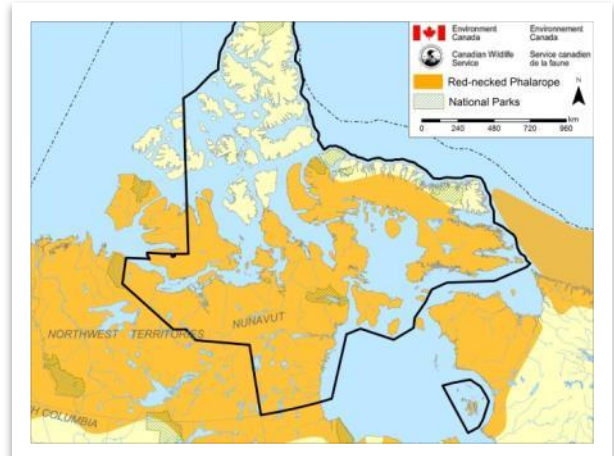 Environment
Canada
Environnement
Canada
Canadian Wildlife
Service
Service canadien
de la faune
Red-necked Phalarope
National Parks
N
km
0 240 480 720 960
NUNAVUT
NORTHWEST TERRITORIES
H COLUMBIA